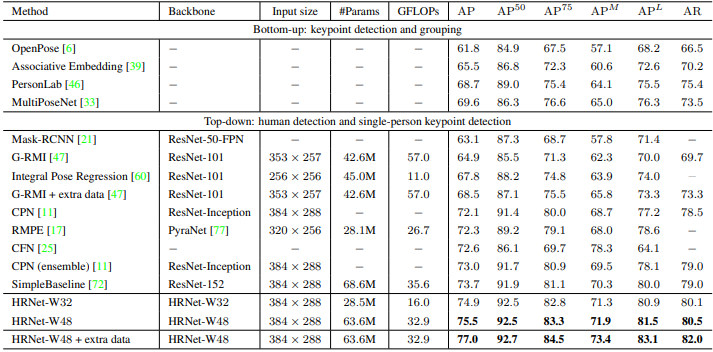 Method Backbone Input size #Params GFLOPs AP AP50 AP75 APM APL AR
Bottom-up: keypoint detection and grouping
OpenPose [6] − − − − 61.8 84.9 67.5 57.1 68.2 66.5
Associative Embedding [39] − − − − 65.5 86.8 72.3 60.6 72.6 70.2
PersonLab [46] − − − − 68.7 89.0 75.4 64.1 75.5 75.4
MultiPoseNet [33] − − − − 69.6 86.3 76.6 65.0 76.3 73.5
Top-down: human detection and single-person keypoint detection
Mask-RCNN [21] ResNet-50-FPN − − − 63.1 87.3 68.7 57.8 71.4 −
G-RMI [47] ResNet-101 353 × 257 42.6M 57.0 64.9 85.5 71.3 62.3 70.0 69.7
Integral Pose Regression [60] ResNet-101 256 × 256 45.0M 11.0 67.8 88.2 74.8 63.9 74.0 −
G-RMI + extra data [47] ResNet-101 353 × 257 42.6M 57.0 68.5 87.1 75.5 65.8 73.3 73.3
CPN [11] ResNet-Inception 384 × 288 − − 72.1 91.4 80.0 68.7 77.2 78.5
RMPE [17] PyraNet [77] 320 × 256 28.1M 26.7 72.3 89.2 79.1 68.0 78.6 −
CFN [25] − − − − 72.6 86.1 69.7 78.3 64.1 −
CPN (ensemble) [11] ResNet-Inception 384 × 288 − − 73.0 91.7 80.9 69.5 78.1 79.0
SimpleBaseline [72] ResNet-152 384 × 288 68.6M 35.6 73.7 91.9 81.1 70.3 80.0 79.0
HRNet-W32 HRNet-W32 384 × 288 28.5M 16.0 74.9 92.5 82.8 71.3 80.9 80.1
HRNet-W48 HRNet-W48 384 × 288 63.6M 32.9 75.5 92.5 83.3 71.9 81.5 80.5
HRNet-W48 + extra data HRNet-W48 384 × 288 63.6M 32.9 77.0 92.7 84.5 73.4 83.1 82.0